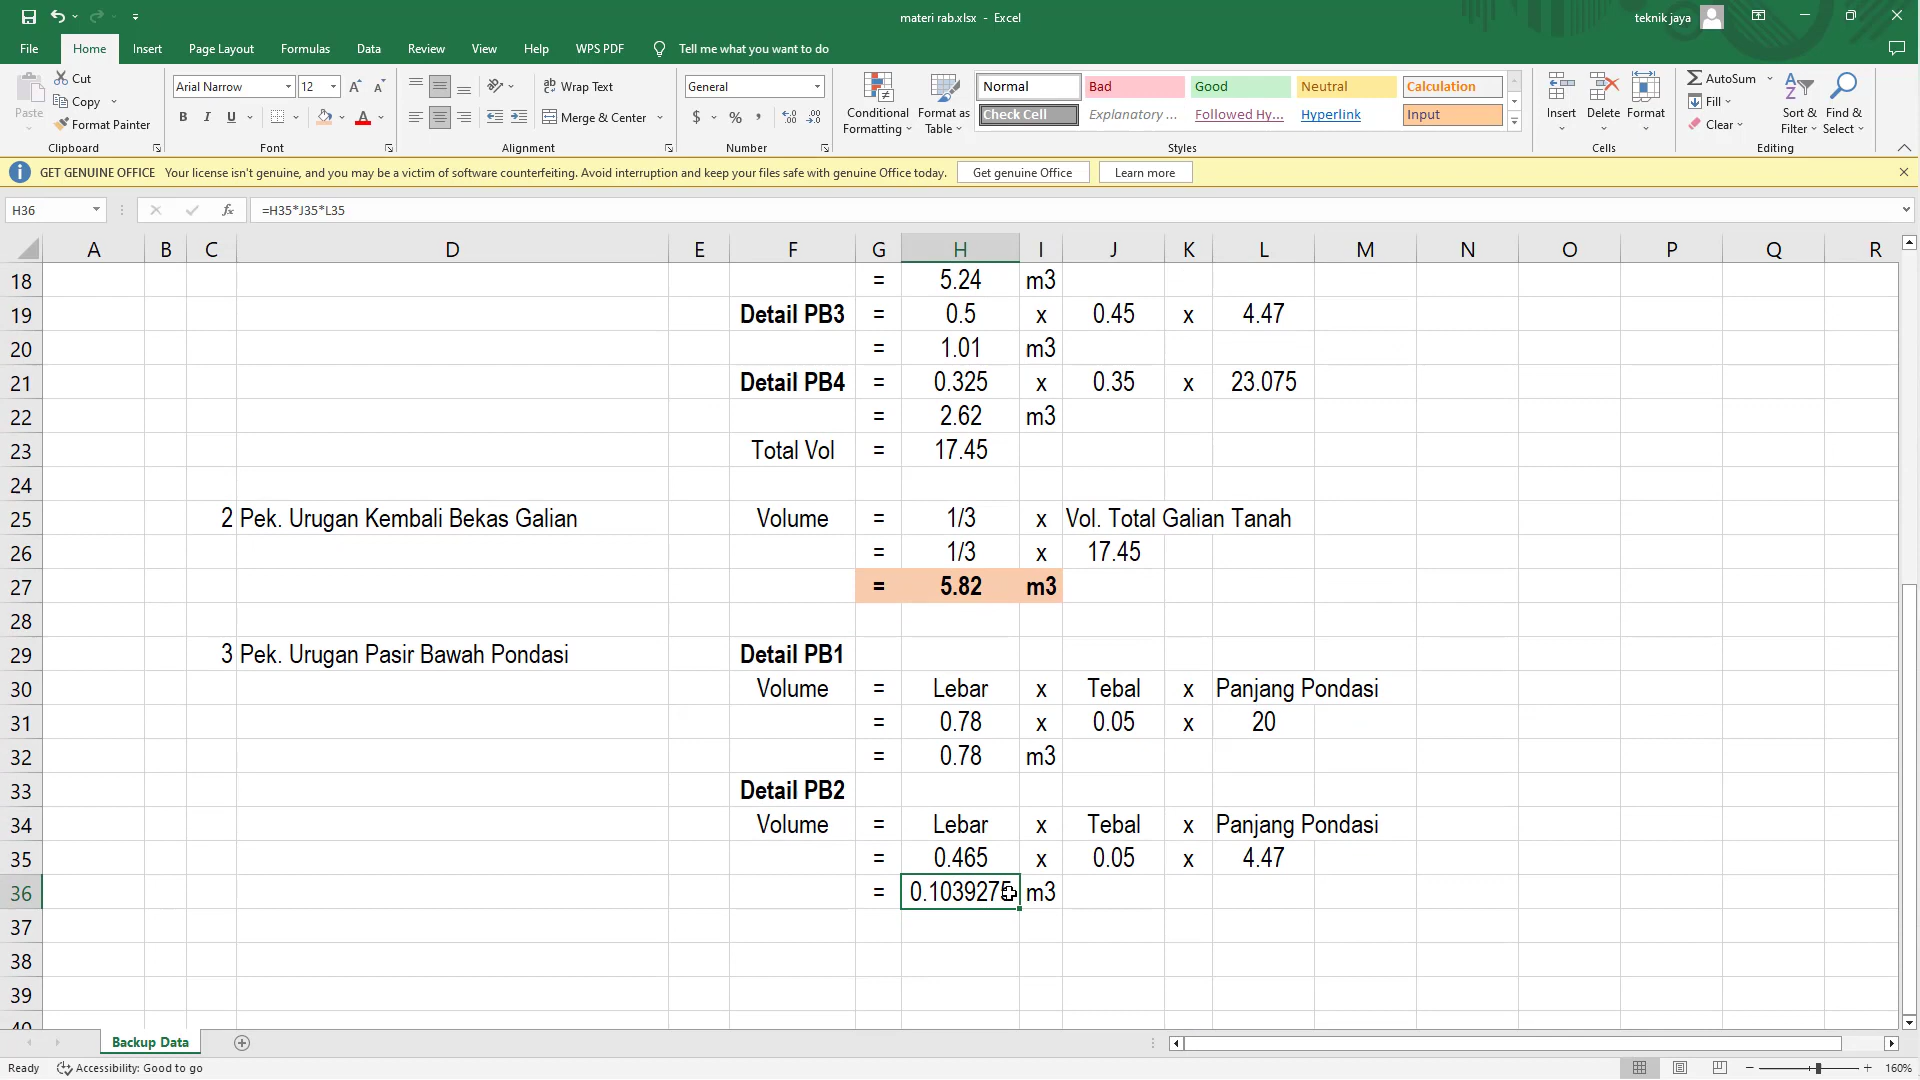 materi rab.xlsx - Excel
teknik jaya
File Home Insert Page Layout Formulas Data Review View Help WPS PDF Tell me what you want to do
Paste Cut Copy Format Painter Clipboard
Arial Narrow 12 A A B I U A Font
Wrap Text Merge & Center Alignment
General $ % , Number
Conditional Formatting Format as Table
Normal Bad Good Neutral Calculation
Check Cell Explanatory ... Followed Hy... Hyperlink Input
Styles
Insert Delete Format Cells
AutoSum Fill Clear Sort & Filter Find & Select Editing
GET GENUINE OFFICE Your license isn't genuine, and you may be a victim of software counterfeiting. Avoid interruption and keep your files safe with genuine Office today. Get genuine Office Learn more
H36 fx =H35*J35*L35
A B C D E F G H I J K L M N O P Q R
18 = 5.24 m3
19 Detail PB3 = 0.5 x 0.45 x 4.47
20 = 1.01 m3
21 Detail PB4 = 0.325 x 0.35 x 23.075
22 = 2.62 m3
23 Total Vol = 17.45
24
25 2 Pek. Urugan Kembali Bekas Galian Volume = 1/3 x Vol. Total Galian Tanah
26 = 1/3 x 17.45
27 = 5.82 m3
28
29 3 Pek. Urugan Pasir Bawah Pondasi Detail PB1
30 Volume = Lebar x Tebal x Panjang Pondasi
31 = 0.78 x 0.05 x 20
32 = 0.78 m3
33 Detail PB2
34 Volume = Lebar x Tebal x Panjang Pondasi
35 = 0.465 x 0.05 x 4.47
36 = 0.1039275 m3
37
38
39
40
Backup Data
Ready Accessibility: Good to go 160%